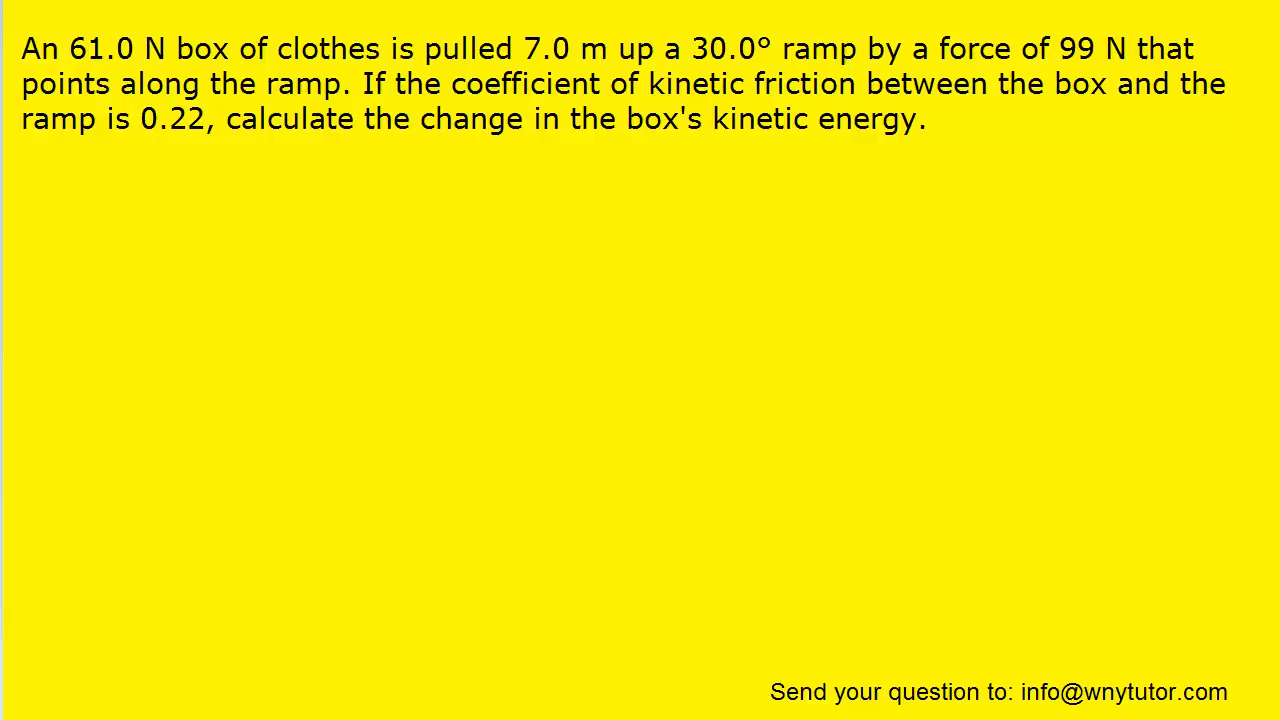 An 61.0 N box of clothes is pulled 7.0 m up a 30.0° ramp by a force of 99 N that
points along the ramp. If the coefficient of kinetic friction between the box and the
ramp is 0.22, calculate the change in the box's kinetic energy.
Send your question to: info@wnytutor.com